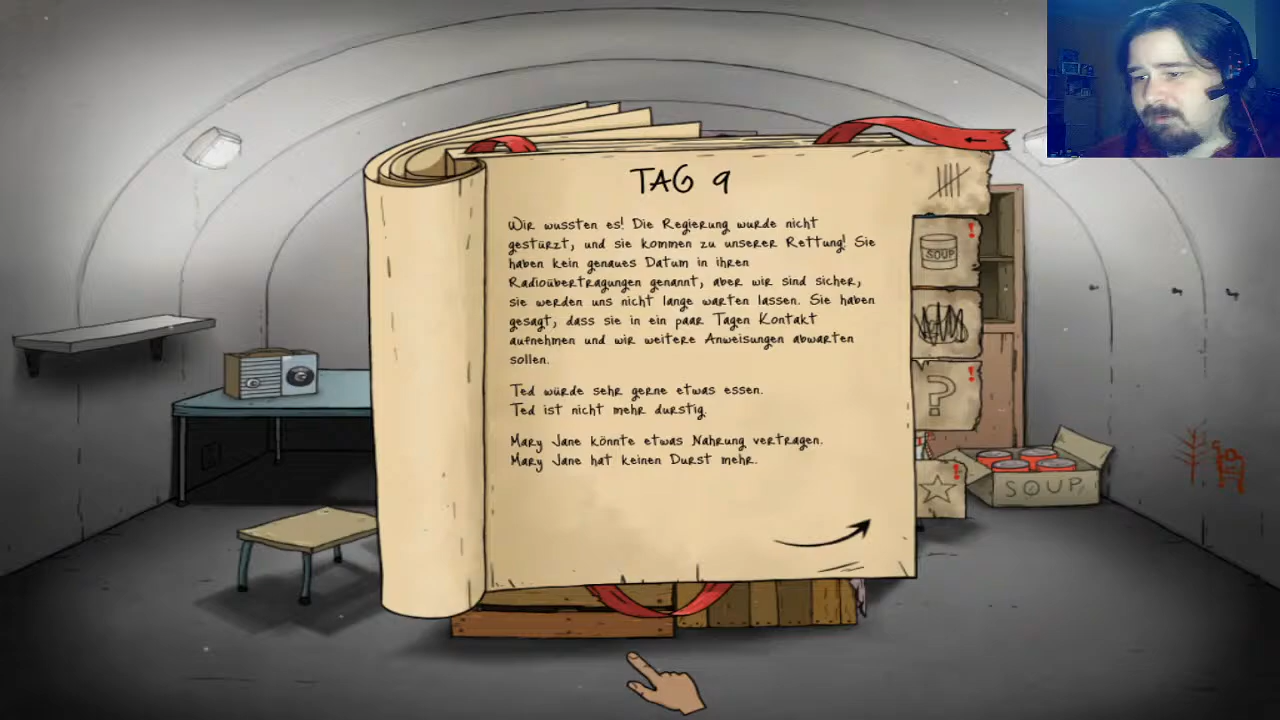 TAG 9
Wir wussten es! Die Regierung wurde nicht
gestürzt, und sie kommen zu unserer Rettung! Sie
haben kein genaues Datum in ihren
Radioübertragungen genannt, aber wir sind sicher,
sie werden uns nicht lange warten lassen. Sie haben
gesagt, dass sie in ein paar Tagen Kontakt
aufnehmen und wir weitere Anweisungen abwarten
sollen.
Ted würde sehr gerne etwas essen.
Ted ist nicht mehr durstig.
Mary Jane könnte etwas Nahrung vertragen.
Mary Jane hat keinen Durst mehr.
!
SOUP
?
!
!
SOUP